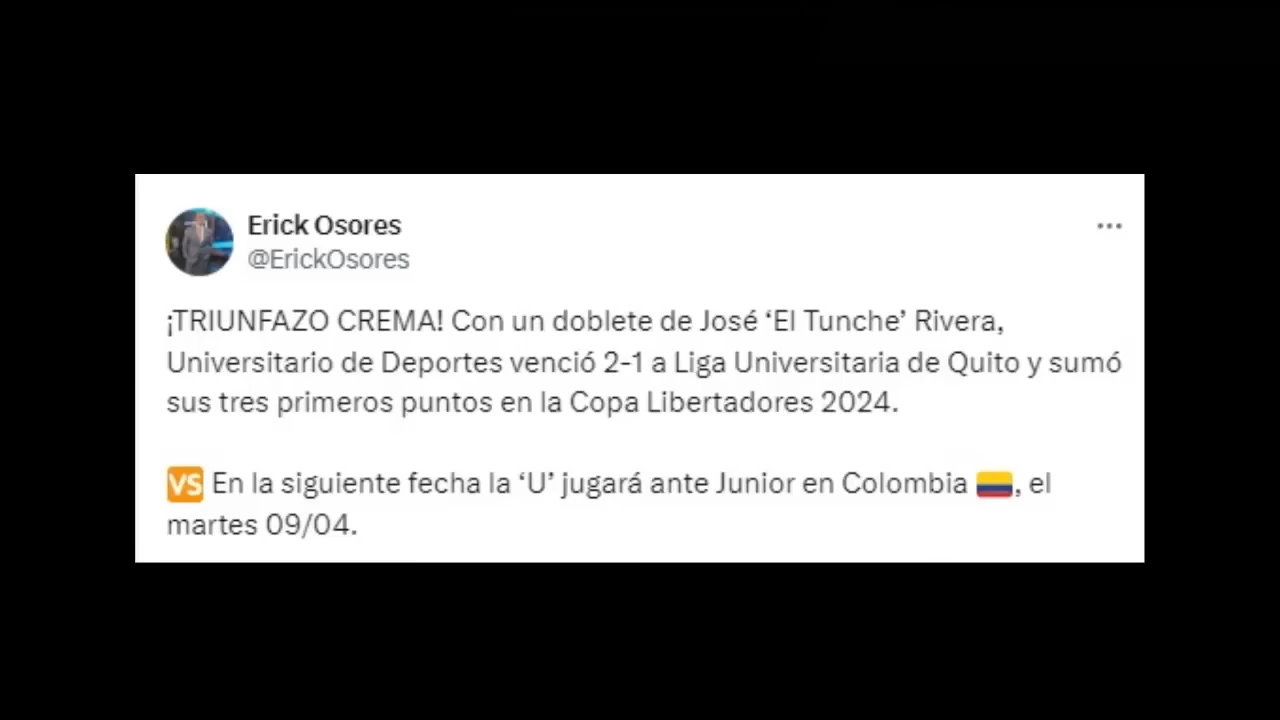 Erick Osores
@ErickOsores
¡TRIUNFAZO CREMA! Con un doblete de José ‘El Tunche’ Rivera,
Universitario de Deportes venció 2-1 a Liga Universitaria de Quito y sumó
sus tres primeros puntos en la Copa Libertadores 2024.
🆚 En la siguiente fecha la ‘U’ jugará ante Junior en Colombia 🇨🇴, el
martes 09/04.